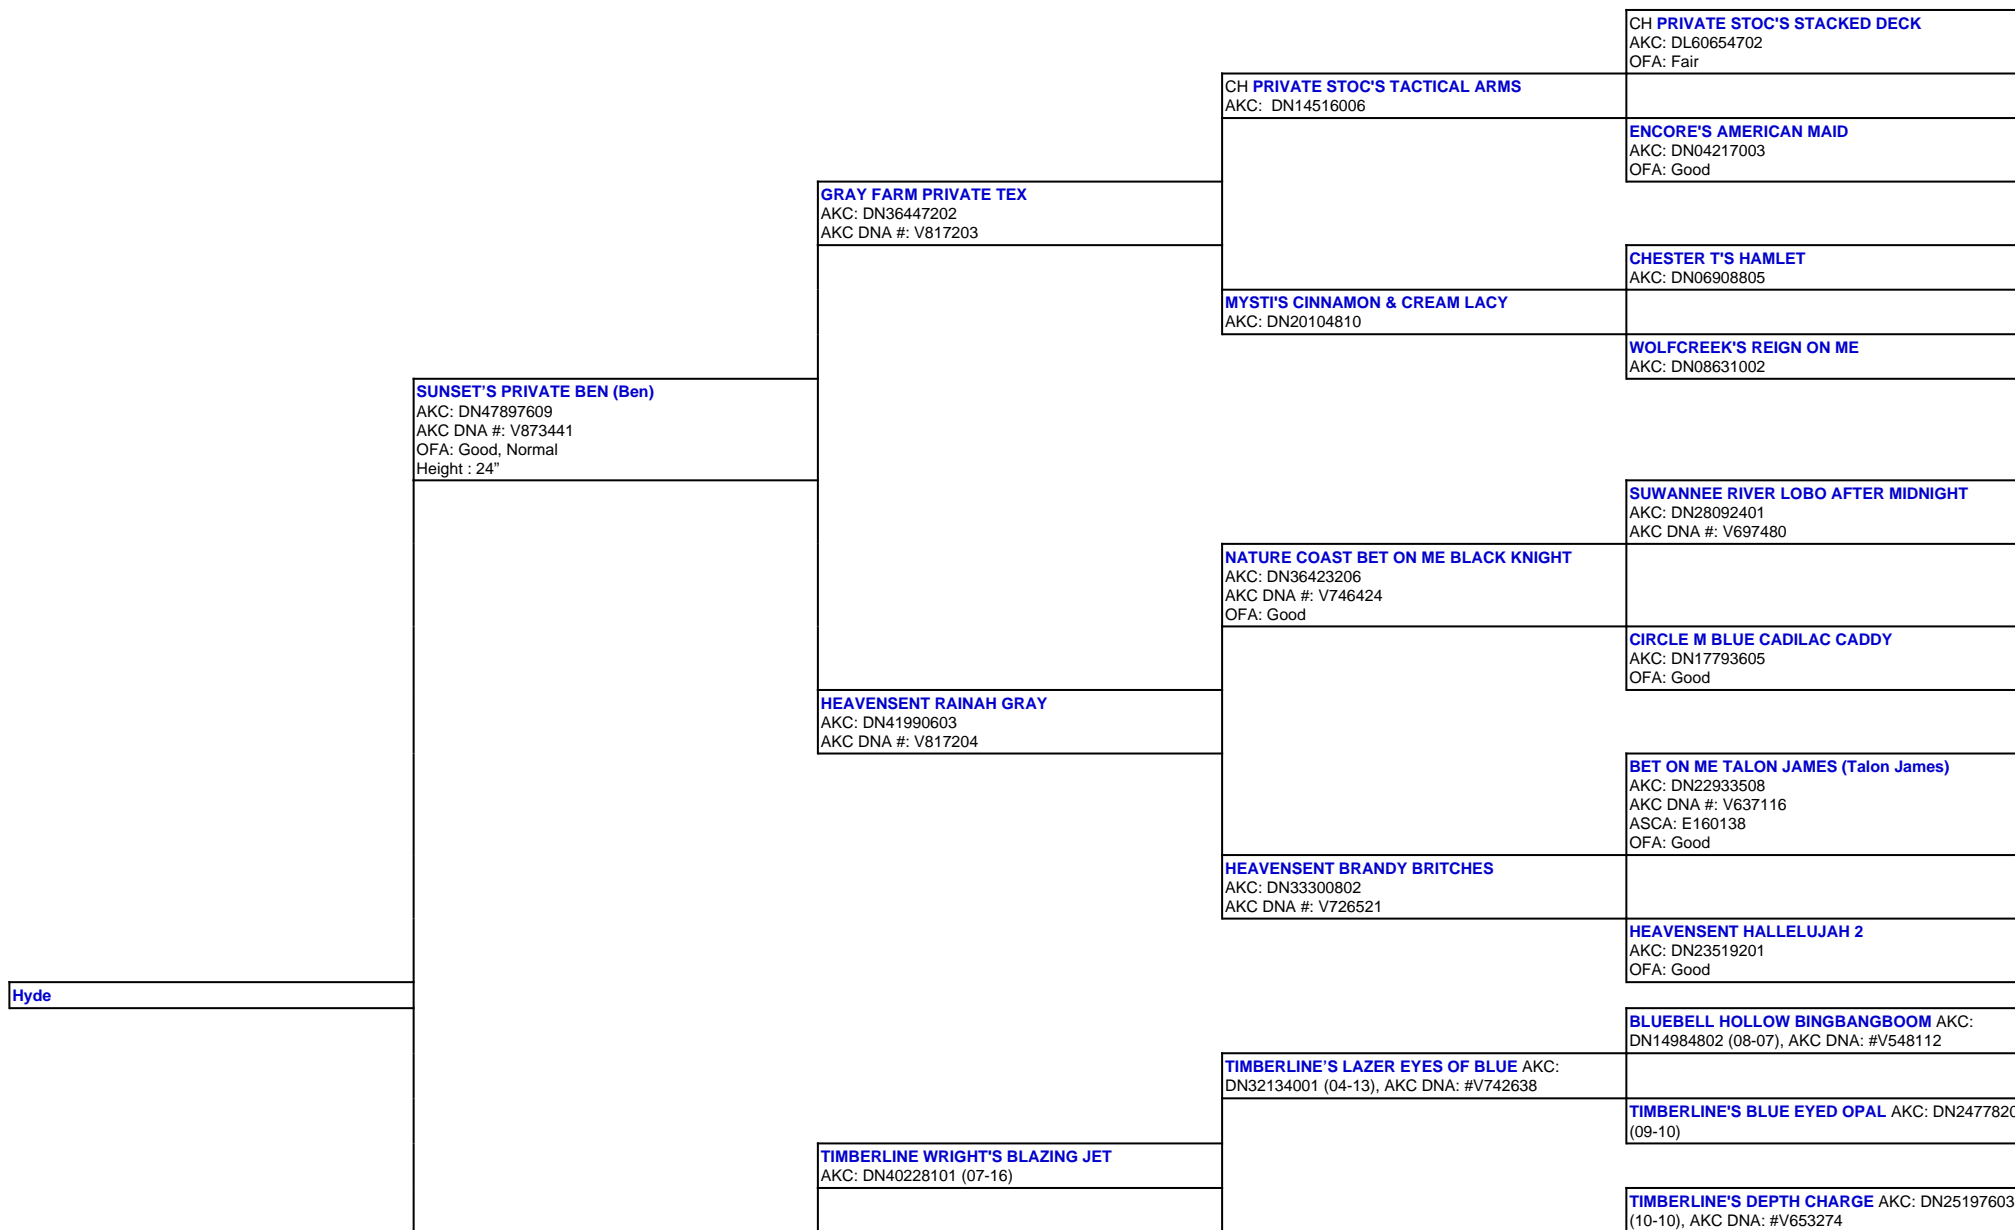 CH PRIVATE STOC'S STACKED DECK
AKC: DL60654702
OFA: Fair
CH PRIVATE STOC'S TACTICAL ARMS
AKC:  DN14516006
ENCORE'S AMERICAN MAID
AKC: DN04217003
OFA: Good
GRAY FARM PRIVATE TEX
AKC: DN36447202
AKC DNA #: V817203
CHESTER T'S HAMLET
AKC: DN06908805
MYSTI'S CINNAMON & CREAM LACY
AKC: DN20104810
WOLFCREEK'S REIGN ON ME
AKC: DN08631002
SUNSET’S PRIVATE BEN (Ben)
AKC: DN47897609
AKC DNA #: V873441
OFA: Good, Normal
Height : 24”
SUWANNEE RIVER LOBO AFTER MIDNIGHT
AKC: DN28092401
AKC DNA #: V697480
NATURE COAST BET ON ME BLACK KNIGHT
AKC: DN36423206
AKC DNA #: V746424
OFA: Good
CIRCLE M BLUE CADILAC CADDY
AKC: DN17793605
OFA: Good
HEAVENSENT RAINAH GRAY
AKC: DN41990603
AKC DNA #: V817204
BET ON ME TALON JAMES (Talon James)
AKC: DN22933508
AKC DNA #: V637116
ASCA: E160138
OFA: Good
HEAVENSENT BRANDY BRITCHES
AKC: DN33300802
AKC DNA #: V726521
HEAVENSENT HALLELUJAH 2
AKC: DN23519201
OFA: Good
Hyde
BLUEBELL HOLLOW BINGBANGBOOM AKC:
DN14984802 (08-07), AKC DNA: #V548112
TIMBERLINE’S LAZER EYES OF BLUE AKC:
DN32134001 (04-13), AKC DNA: #V742638
TIMBERLINE'S BLUE EYED OPAL AKC: DN2477820
(09-10)
TIMBERLINE WRIGHT'S BLAZING JET
AKC: DN40228101 (07-16)
TIMBERLINE'S DEPTH CHARGE AKC: DN25197603
(10-10), AKC DNA: #V653274